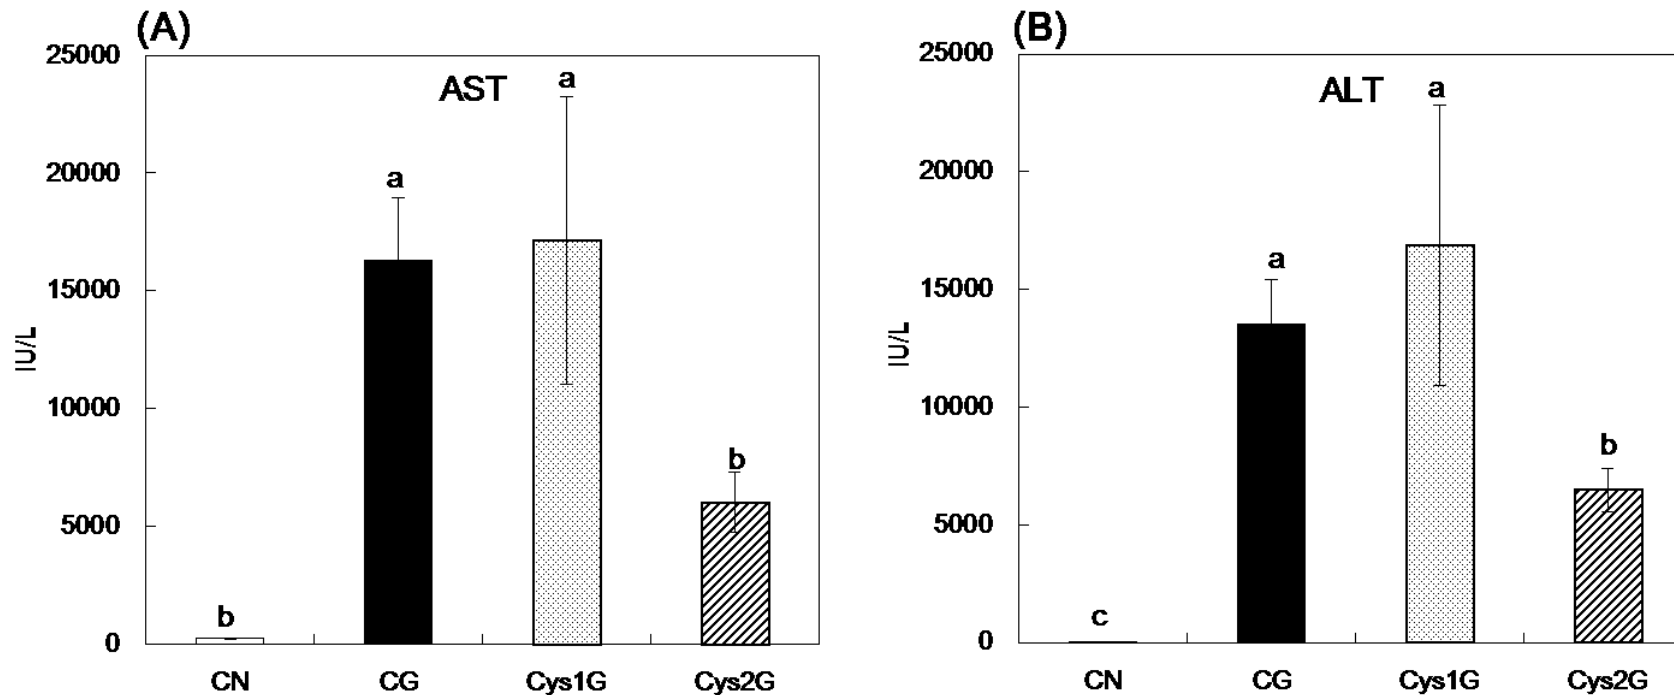 (A)
AST
25000
20000
15000
10000
5000
0
IU/L
a
a
b
b
CN CG Cys1G Cys2G
(B)
ALT
25000
20000
15000
10000
5000
0
IU/L
a
a
b
c
CN CG Cys1G Cys2G